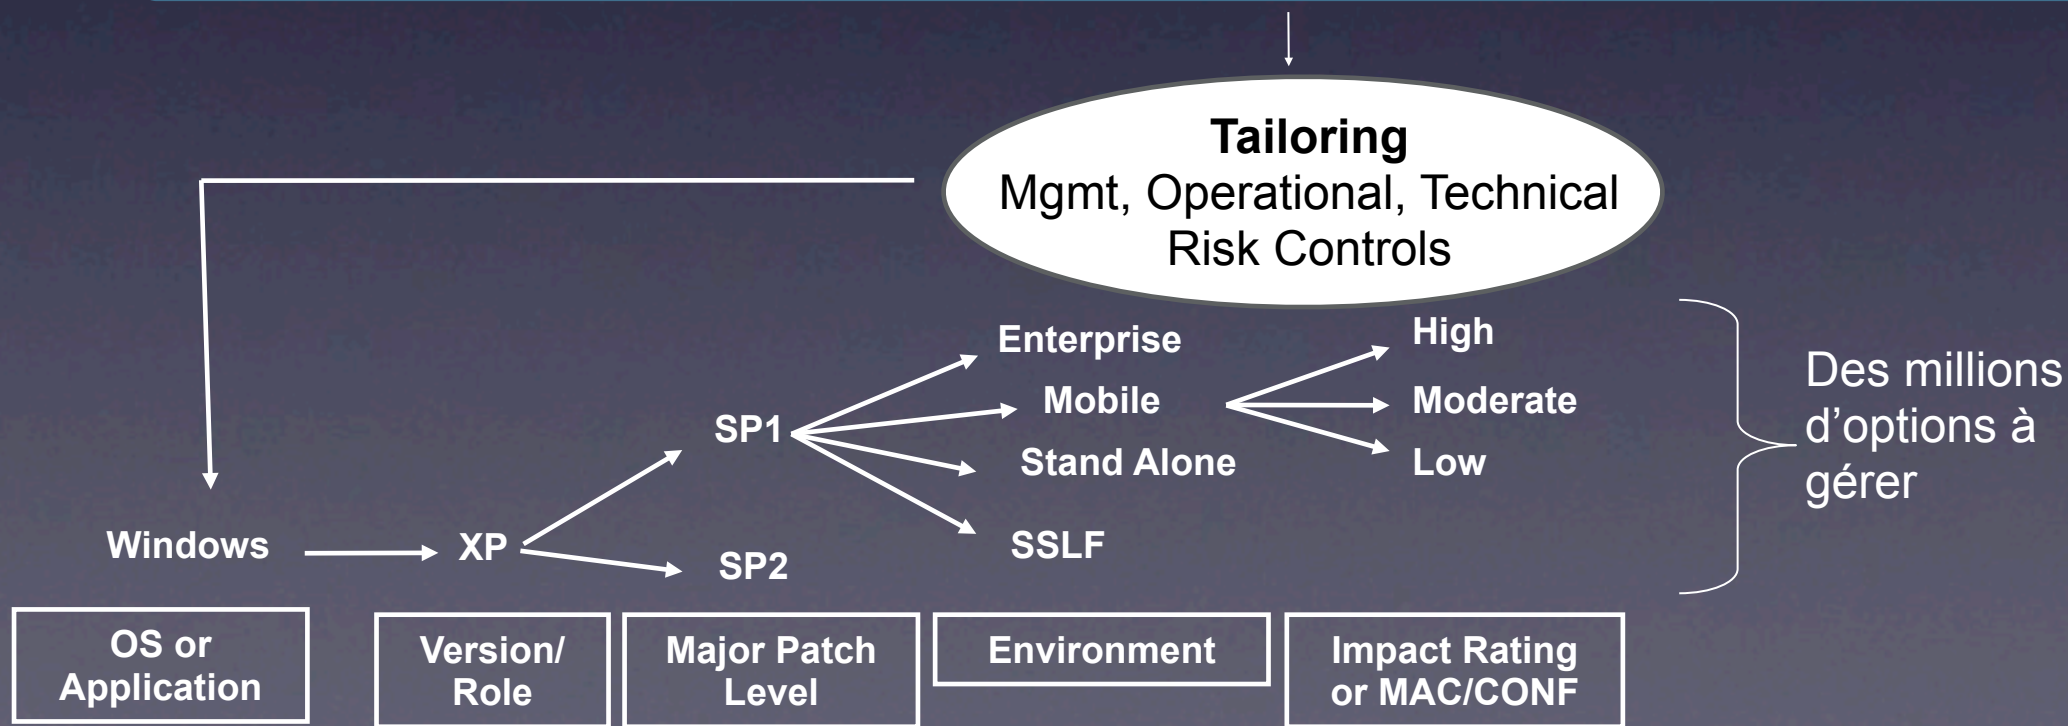 Tailoring
Mgmt, Operational, Technical
Risk Controls
Enterprise
High
Mobile
Moderate
SP1
Stand Alone
Low
Des millions
d’options à
gérer
Windows
XP
SP2
SSLF
OS or
Application
Version/
Role
Major Patch
Level
Environment
Impact Rating
or MAC/CONF